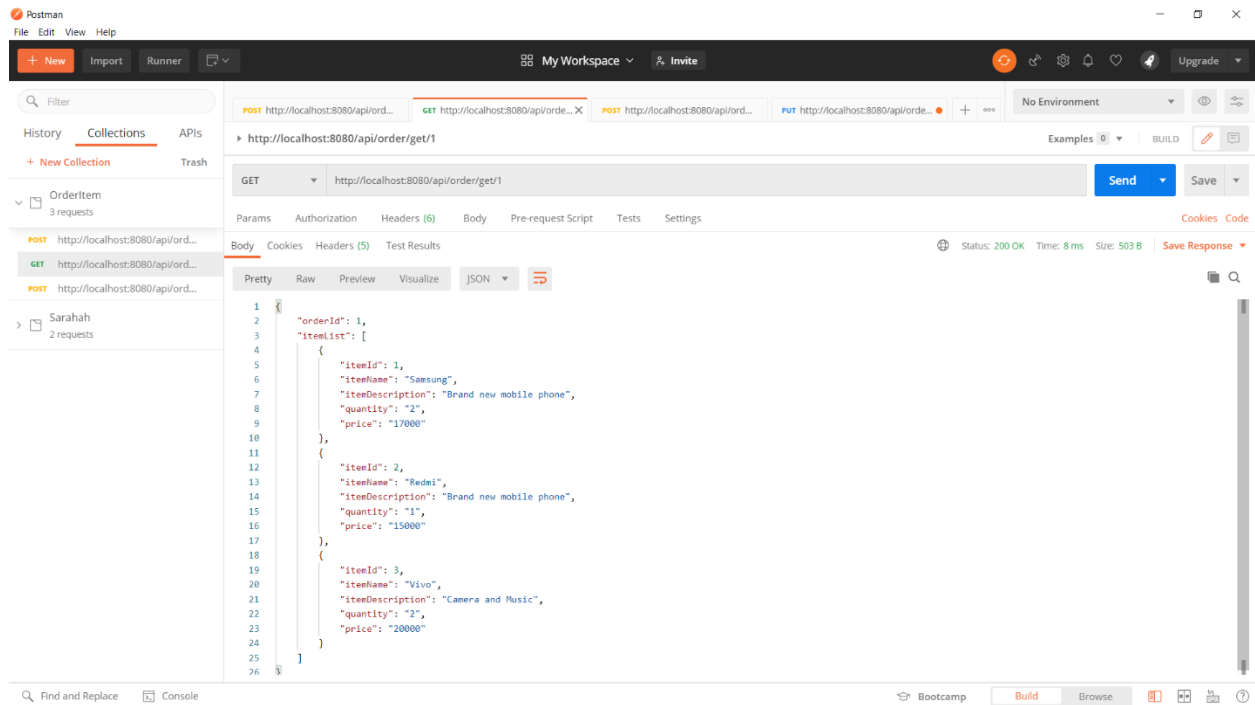 Postman
File Edit View Help
+ New Import Runner My Workspace Invite Upgrade
Filter
History Collections APIs
+ New Collection Trash
OrderItem
3 requests
POST http://localhost:8080/api/ord...
GET http://localhost:8080/api/ord...
POST http://localhost:8080/api/ord...
Sarahah
2 requests
POST http://localhost:8080/api/ord... GET http://localhost:8080/api/orde... POST http://localhost:8080/api/ord... PUT http://localhost:8080/api/orde... No Environment
http://localhost:8080/api/order/get/1 Examples 0 BUILD
GET http://localhost:8080/api/order/get/1 Send Save
Params Authorization Headers (6) Body Pre-request Script Tests Settings Cookies Code
Body Cookies Headers (5) Test Results Status: 200 OK Time: 8 ms Size: 503 B Save Response
Pretty Raw Preview Visualize JSON
1 {
2 "orderId": 1,
3 "itemList": [
4 {
5 "itemId": 1,
6 "itemName": "Samsung",
7 "itemDescription": "Brand new mobile phone",
8 "quantity": "2",
9 "price": "17000"
10 },
11 {
12 "itemId": 2,
13 "itemName": "Redmi",
14 "itemDescription": "Brand new mobile phone",
15 "quantity": "1",
16 "price": "15000"
17 },
18 {
19 "itemId": 3,
20 "itemName": "Vivo",
21 "itemDescription": "Camera and Music",
22 "quantity": "2",
23 "price": "20000"
24 }
25 ]
26 }
Find and Replace Console Bootcamp Build Browse